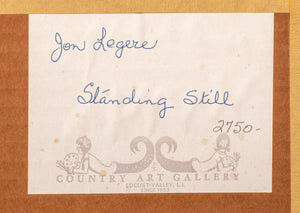 Jon Legere
Standing Still
2750-
COUNTRY ART GALLERY
LOCUST VALLEY, L.I.
SINCE 1953